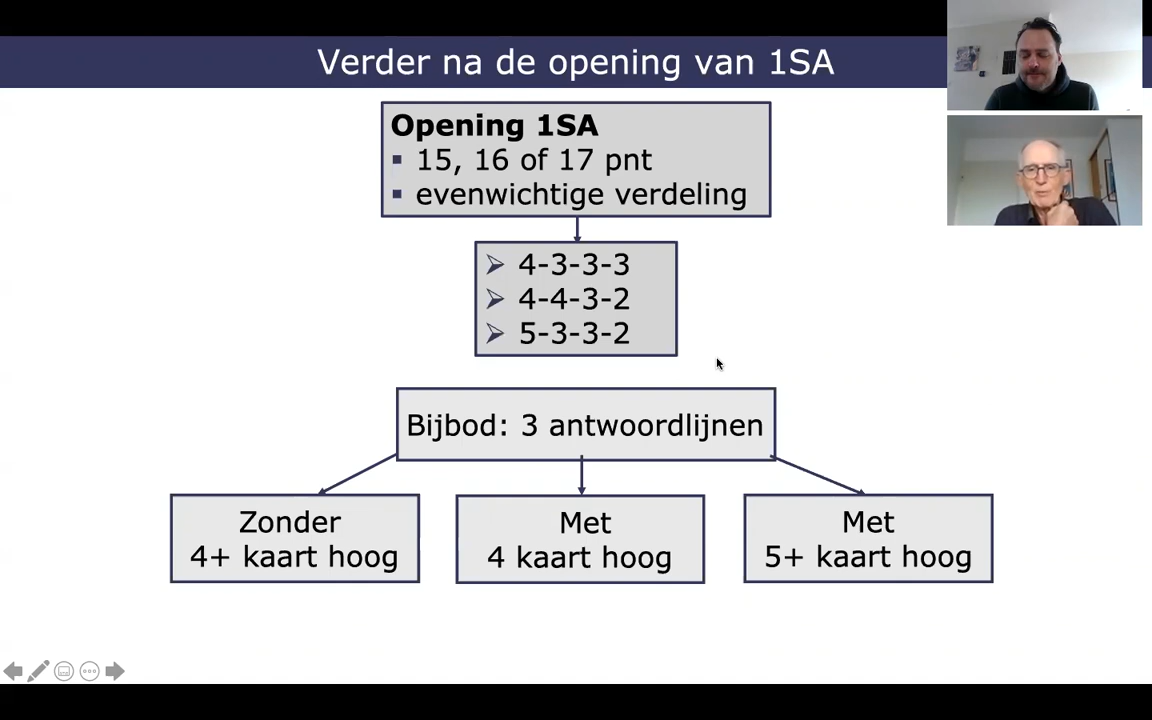 Verder na de opening van 1SA
Opening 1SA
▪ 15, 16 of 17 pnt
▪ evenwichtige verdeling
➢ 4-3-3-3
➢ 4-4-3-2
➢ 5-3-3-2
Bijbod: 3 antwoordlijnen
Zonder
4+ kaart hoog
Met
4 kaart hoog
Met
5+ kaart hoog